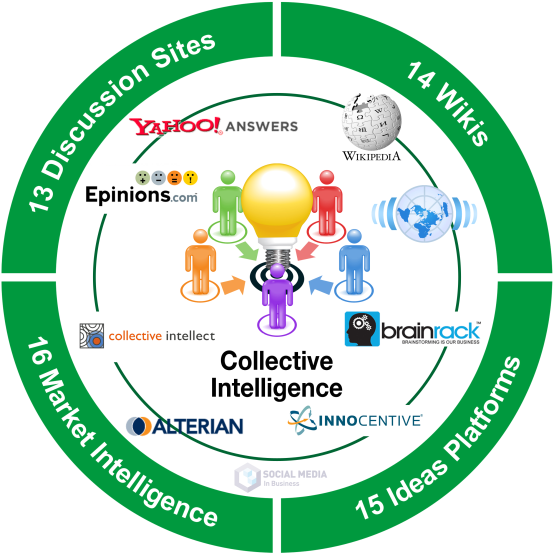 13 Discussion Sites
14 Wikis
YAHOO! ANSWERS
WIKIPEDIA
Epinions.com
collective intellect
brainrack™
BRAINSTORMING IS OUR BUSINESS
Collective
Intelligence
ALTERIAN
INNOCENTIVE®
SOCIAL MEDIA
In Business
16 Market Intelligence
15 Ideas Platforms